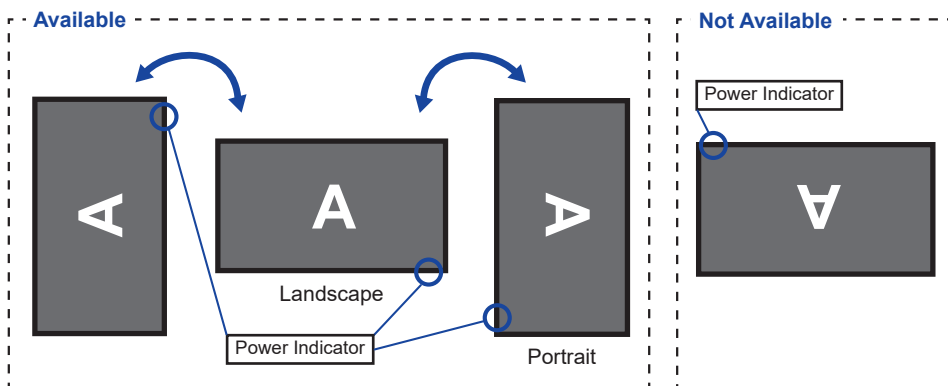 Available
Not Available
Power Indicator
A
A
A
A
Landscape
Power Indicator
Portrait